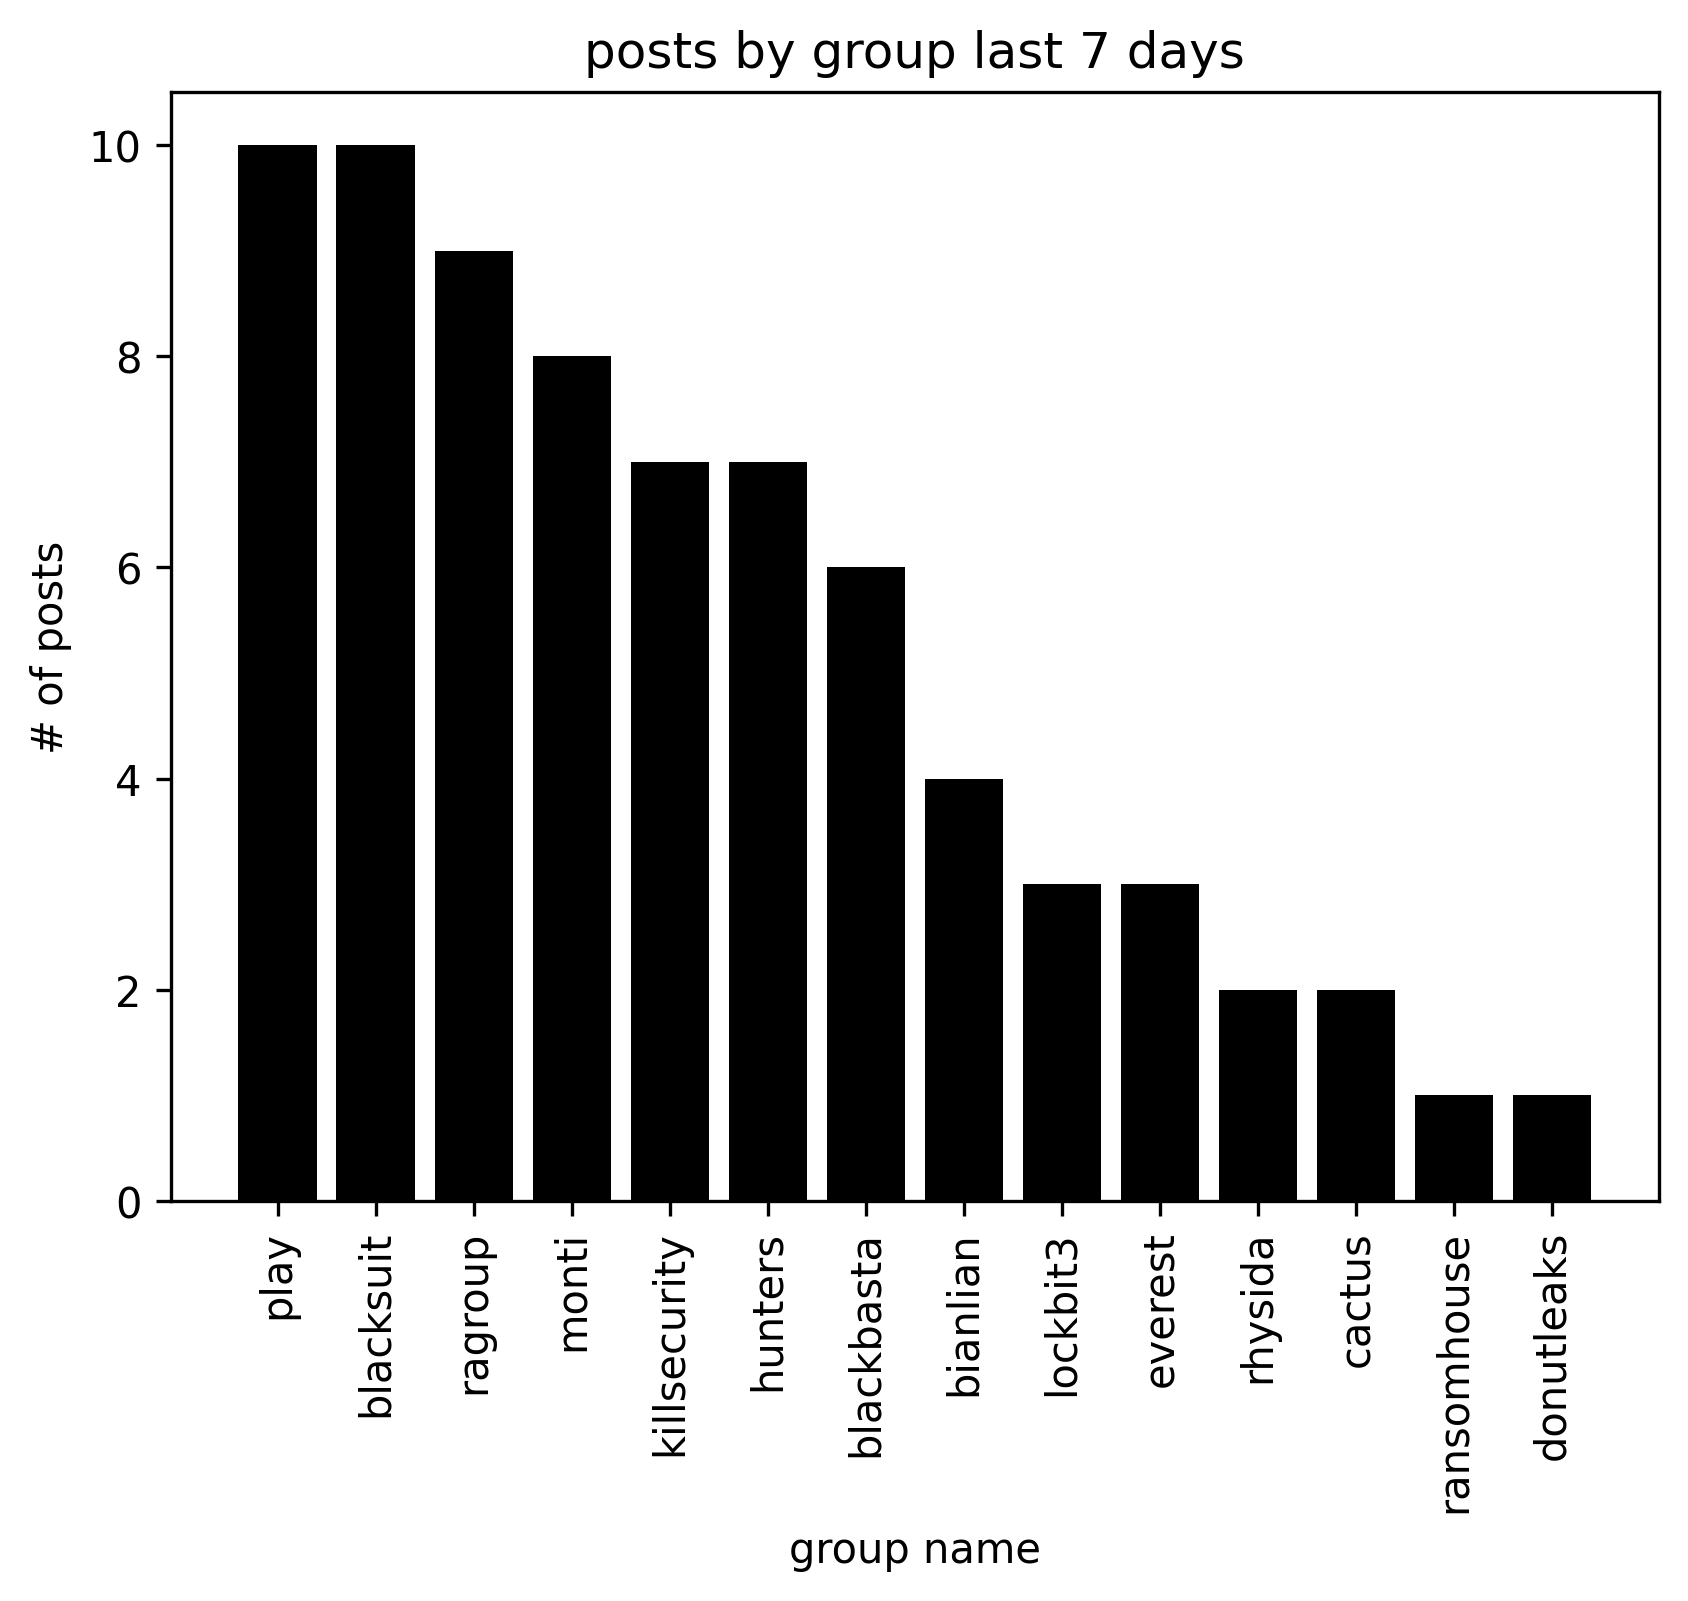 posts by group last 7 days
10
8
6
4
2
0
# of posts
play
blacksuit
ragroup
monti
killsecurity
hunters
blackbasta
bianlian
lockbit3
everest
rhysida
cactus
ransomhouse
donutleaks
group name